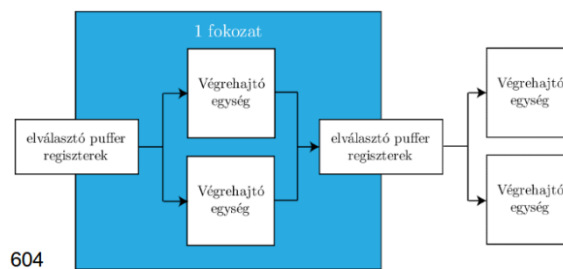 1 fokozat
Végrehajtó
egység
Végrehajtó
egység
elválasztó puffer
regiszterek
elválasztó puffer
regiszterek
Végrehajtó
egység
Végrehajtó
egység
604